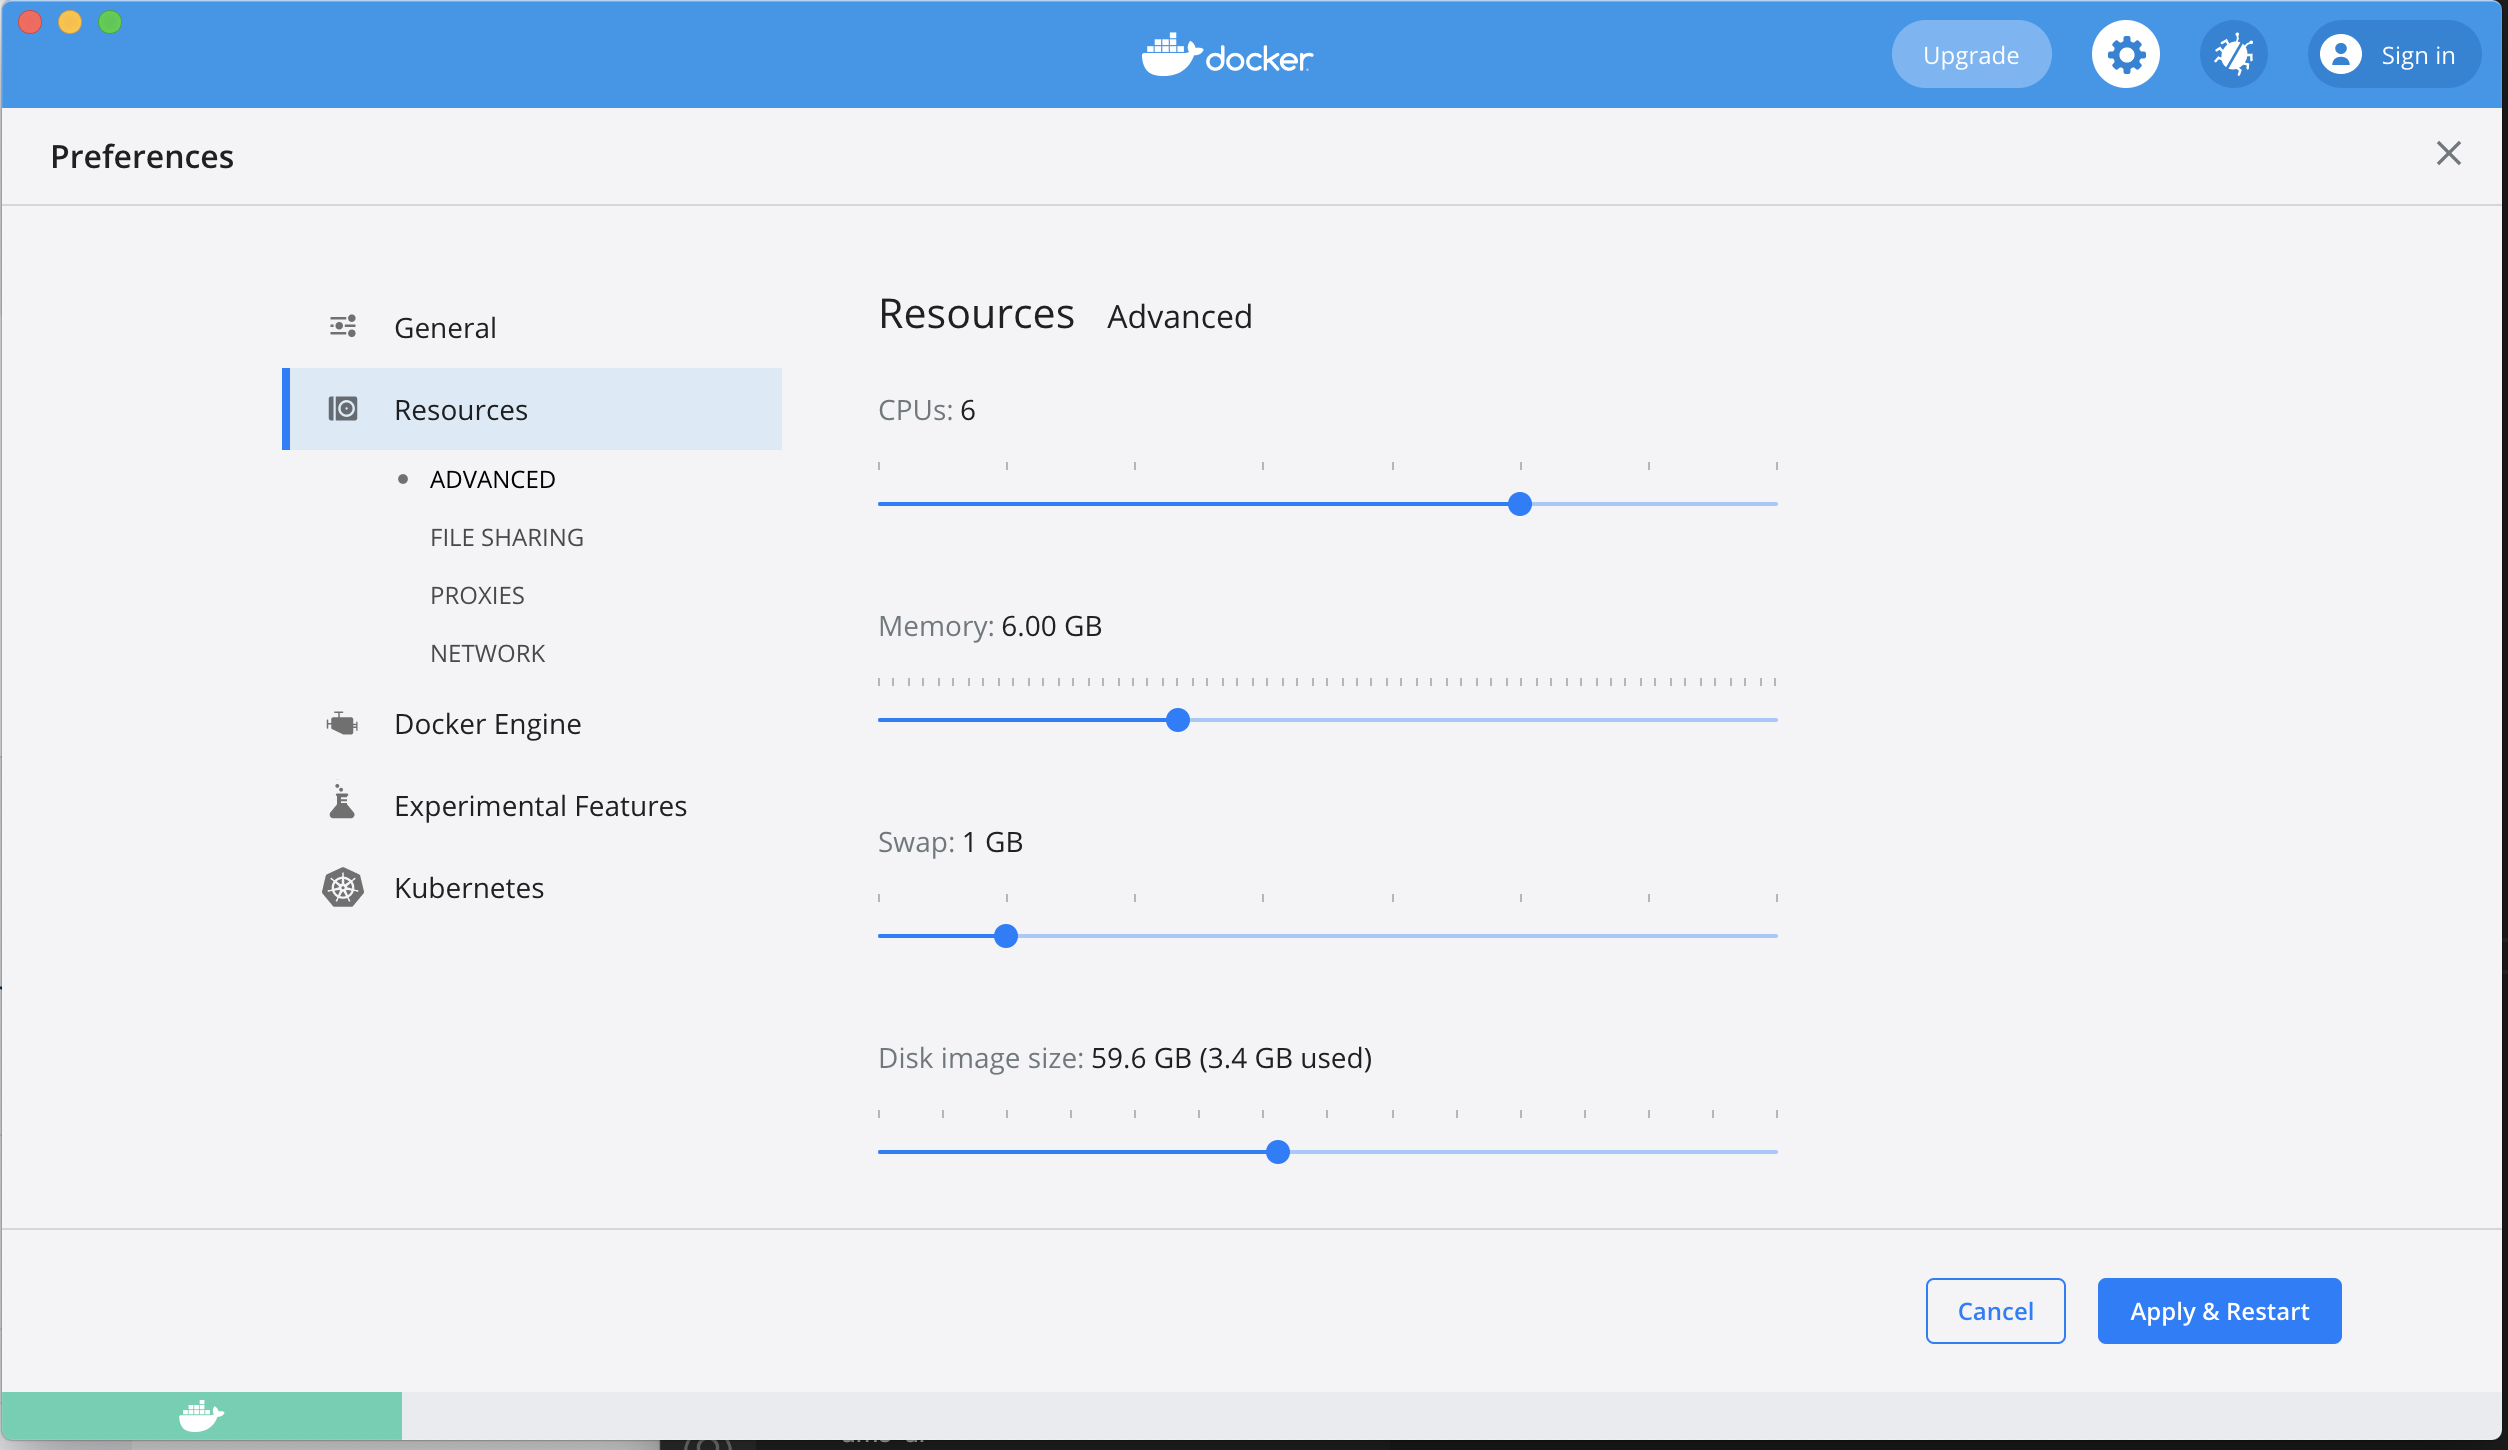 docker
Upgrade
Sign in
Preferences
General
Resources
ADVANCED
FILE SHARING
PROXIES
NETWORK
Docker Engine
Experimental Features
Kubernetes
Resources Advanced
CPUs: 6
Memory: 6.00 GB
Swap: 1 GB
Disk image size: 59.6 GB (3.4 GB used)
Cancel
Apply & Restart